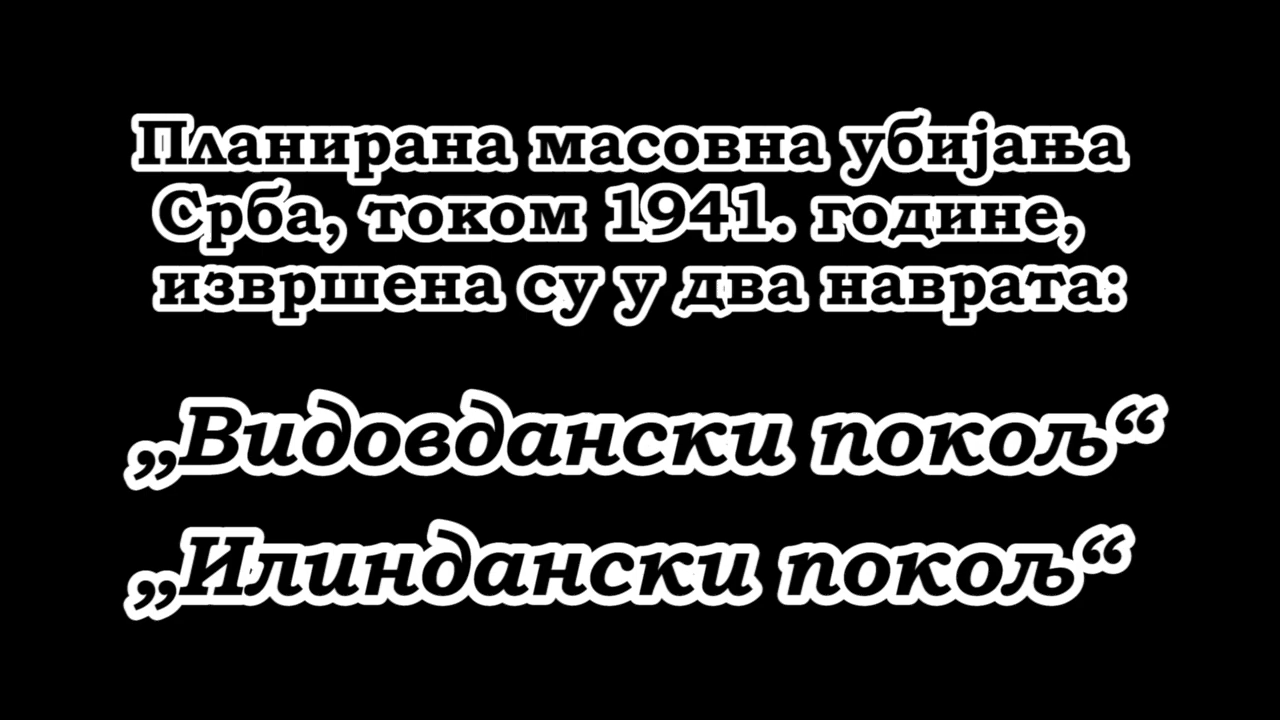 Планирана масовна убијања
Срба, током 1941. године,
извршена су у два наврата:
„Видовдански покољ“
„Илиндански покољ“